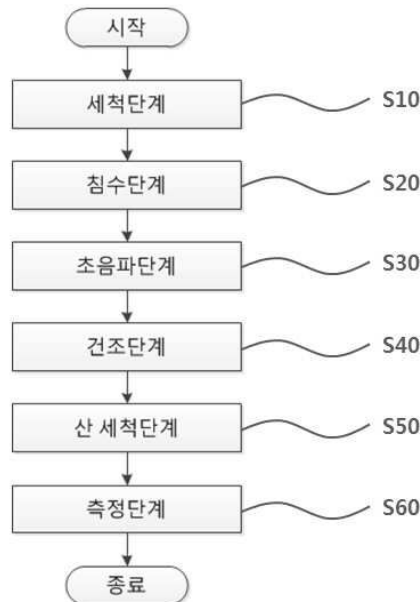 시작
세척단계 S10
침수단계 S20
초음파단계 S30
건조단계 S40
산 세척단계 S50
측정단계 S60
종료